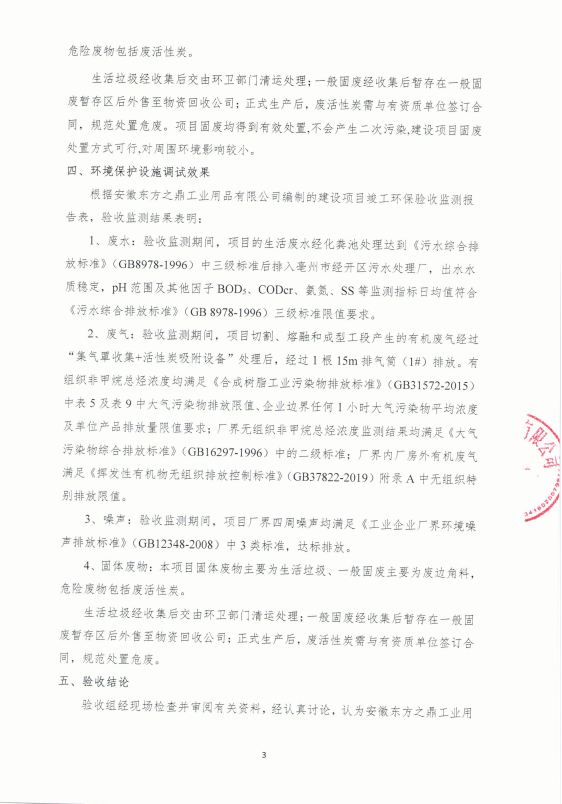 危险废物包括废活性炭。
生活垃圾经收集后交由环卫部门清运处理；一般固废经收集后暂存在一般固
废暂存区后外售至物资回收公司；正式生产后，废活性炭需与有资质单位签订合
同，规范处置危废。项目固废均得到有效处置,不会产生二次污染,建设项目固废
处置方式可行,对周围环境影响较小。
四、环境保护设施调试效果
根据安徽东方之鼎工业用品有限公司编制的建设项目竣工环保验收监测报
告表，验收监测结果表明：
1、废水：验收监测期间，项目的生活废水经化粪池处理达到《污水综合排
放标准》（GB8978-1996）中三级标准后排入亳州市经开区污水处理厂，出水水
质稳定，pH 范围及其他因子 BOD₅、CODcr、氨氮、SS 等监测指标日均值符合
《污水综合排放标准》（GB 8978-1996）三级标准限值要求。
2、废气：验收监测期间，项目切割、熔融和成型工段产生的有机废气经过
“集气罩收集+活性炭吸附设备”处理后，经过 1 根 15m 排气筒（1#）排放。有
组织非甲烷总烃浓度均满足《合成树脂工业污染物排放标准》（GB31572-2015）
中表 5 及表 9 中大气污染物排放限值、企业边界任何 1 小时大气污染物平均浓度
及单位产品排放量限值要求；厂界无组织非甲烷总烃浓度监测结果均满足《大气
污染物综合排放标准》（GB16297-1996）中的二级标准；厂界内厂房外有机废气
满足《挥发性有机物无组织排放控制标准》（GB37822-2019）附录 A 中无组织特
别排放限值。
3、噪声：验收监测期间，项目厂界四周噪声均满足《工业企业厂界环境噪
声排放标准》（GB12348-2008）中 3 类标准，达标排放。
4、固体废物：本项目固体废物主要为生活垃圾、一般固废主要为废边角料，
危险废物包括废活性炭。
生活垃圾经收集后交由环卫部门清运处理；一般固废经收集后暂存在一般固
废暂存区后外售至物资回收公司；正式生产后，废活性炭需与有资质单位签订合
同，规范处置危废。
五、验收结论
验收组经现场检查并审阅有关资料，经认真讨论，认为安徽东方之鼎工业用
3
有限公司